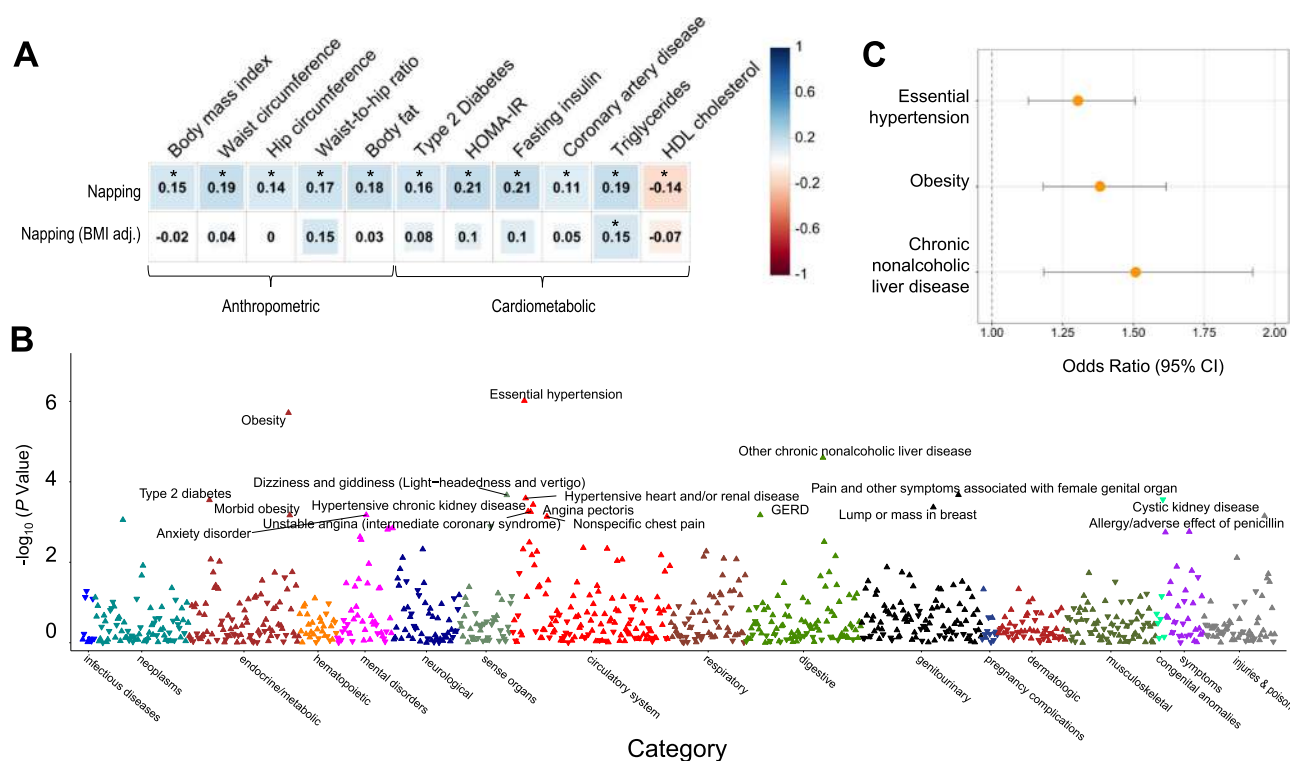 A
Body mass index
Waist circumference
Hip circumference
Waist-to-hip ratio
Body fat
Type 2 Diabetes
HOMA-IR
Fasting insulin
Coronary artery disease
Triglycerides
HDL cholesterol
* * * * * * * * * * *
Napping 0.15 0.19 0.14 0.17 0.18 0.16 0.21 0.21 0.11 0.19 -0.14
*
Napping (BMI adj.) -0.02 0.04 0 0.15 0.03 0.08 0.1 0.1 0.05 0.15 -0.07
Anthropometric
Cardiometabolic
1
0.6
0.2
-0.2
-0.6
-1
C
Essential
hypertension
Obesity
Chronic
nonalcoholic
liver disease
1.00 1.25 1.50 1.75 2.00
Odds Ratio (95% CI)
B
-log10 (P Value)
6
4
2
0
Essential hypertension
Obesity
Other chronic nonalcoholic liver disease
Dizziness and giddiness (Light−headedness and vertigo)
Type 2 diabetes
Hypertensive heart and/or renal disease
Pain and other symptoms associated with female genital organ
Morbid obesity
Hypertensive chronic kidney disease
Angina pectoris
GERD
Lump or mass in breast
Cystic kidney disease
Anxiety disorder
Unstable angina (intermediate coronary syndrome)
Nonspecific chest pain
Allergy/adverse effect of penicillin
infectious diseases
neoplasms
endocrine/metabolic
hematopoietic
mental disorders
neurological
sense organs
circulatory system
respiratory
digestive
genitourinary
pregnancy complications
dermatologic
musculoskeletal
congenital anomalies
symptoms
injuries & poison
Category